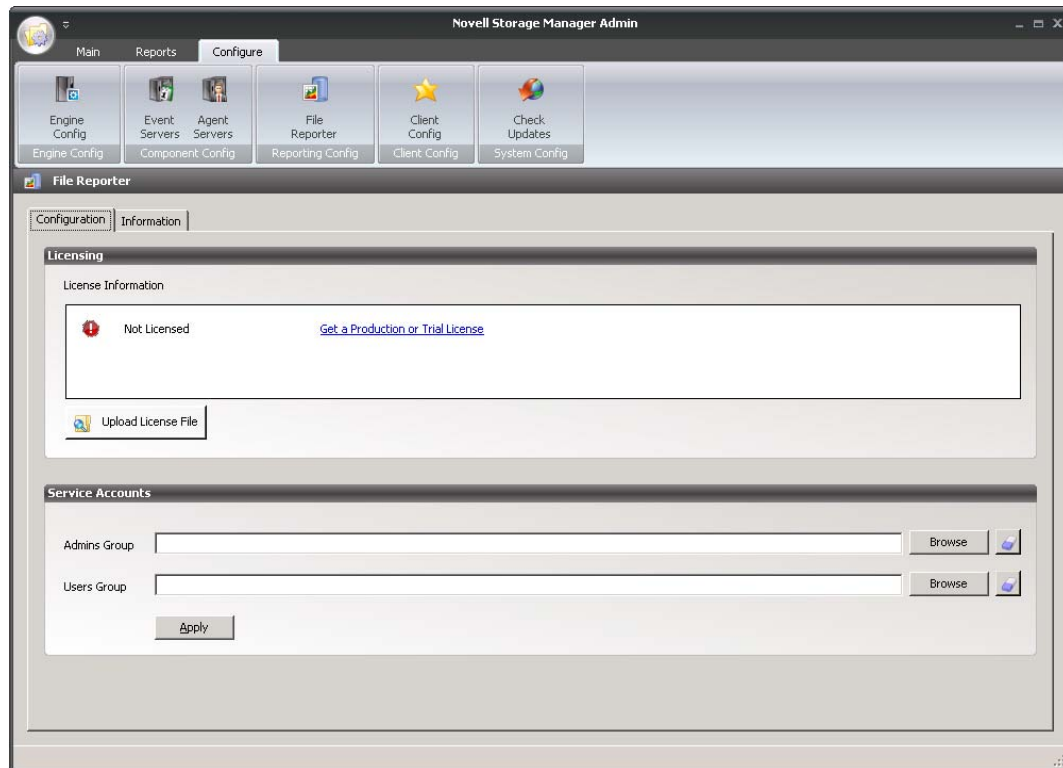 Novell Storage Manager Admin
Main Reports Configure
Engine Config Event Servers Agent Servers File Reporter Client Config Check Updates
Engine Config Component Config Reporting Config Client Config System Config
File Reporter
Configuration Information
Licensing
License Information
Not Licensed Get a Production or Trial License
Upload License File
Service Accounts
Admins Group Browse
Users Group Browse
Apply